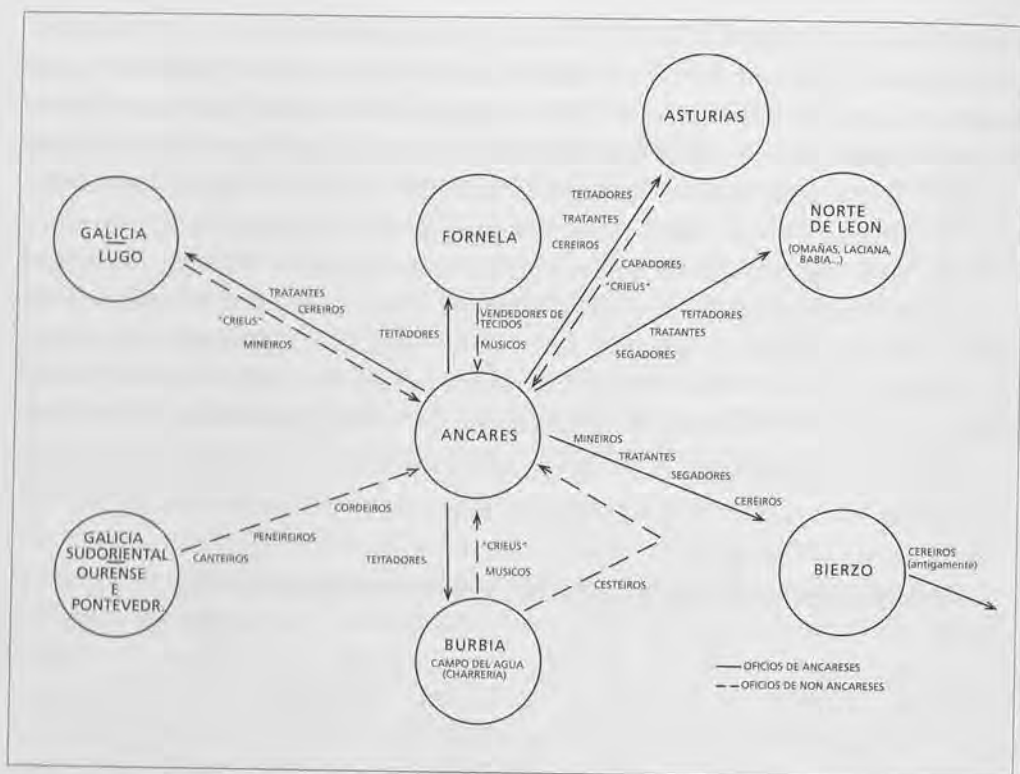 ASTURIAS
GALICIA
LUGO
FORNELA
NORTE
DE LEON
(OMAÑAS, LACIANA,
BABIA...)
TEITADORES
TRATANTES
CEREIROS
CAPADORES
"CRIEUS"
TRATANTES
CEREIROS
"CRIEUS"
MINEIROS
TEITADORES
VENDEDORES DE
TECIDOS
MUSICOS
TEITADORES
TRATANTES
SEGADORES
ANCARES
MINEIROS
TRATANTES
SEGADORES
CEREIROS
CORDEIROS
PENEIREIROS
CANTEIROS
GALICIA
SUDORIENTAL
OURENSE
E
PONTEVEDR.
TEITADORES
"CRIEUS"
MUSICOS
CESTEIROS
BIERZO
CEREIROS
(antigamente)
BURBIA
CAMPO DEL AGUA
(CHARRERIA)
OFICIOS DE ANCARESES
OFICIOS DE NON ANCARESES